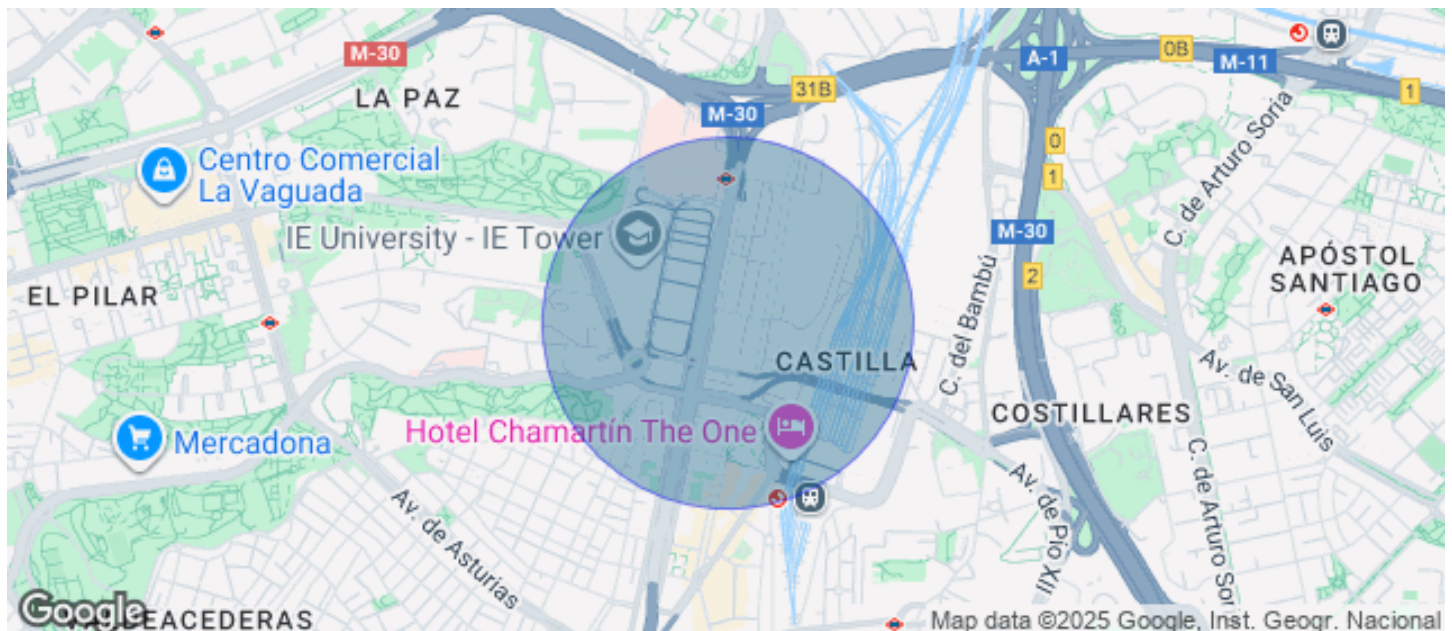 M-30
LA PAZ
Centro Comercial
La Vaguada
IE University - IE Tower
EL PILAR
Mercadona
Av. de Asturias
M-30
31B
A-1
0B
M-11
1
0
1
C. de Arturo Soria
M-30
2
APÓSTOL
SANTIAGO
CASTILLA
C. del Bambú
COSTILLARES
Av. de San Luis
Hotel Chamartín The One
Av. de Pío XII
C. de Arturo Sor
Google
DEACEDERAS
Map data ©2025 Google, Inst. Geogr. Nacional